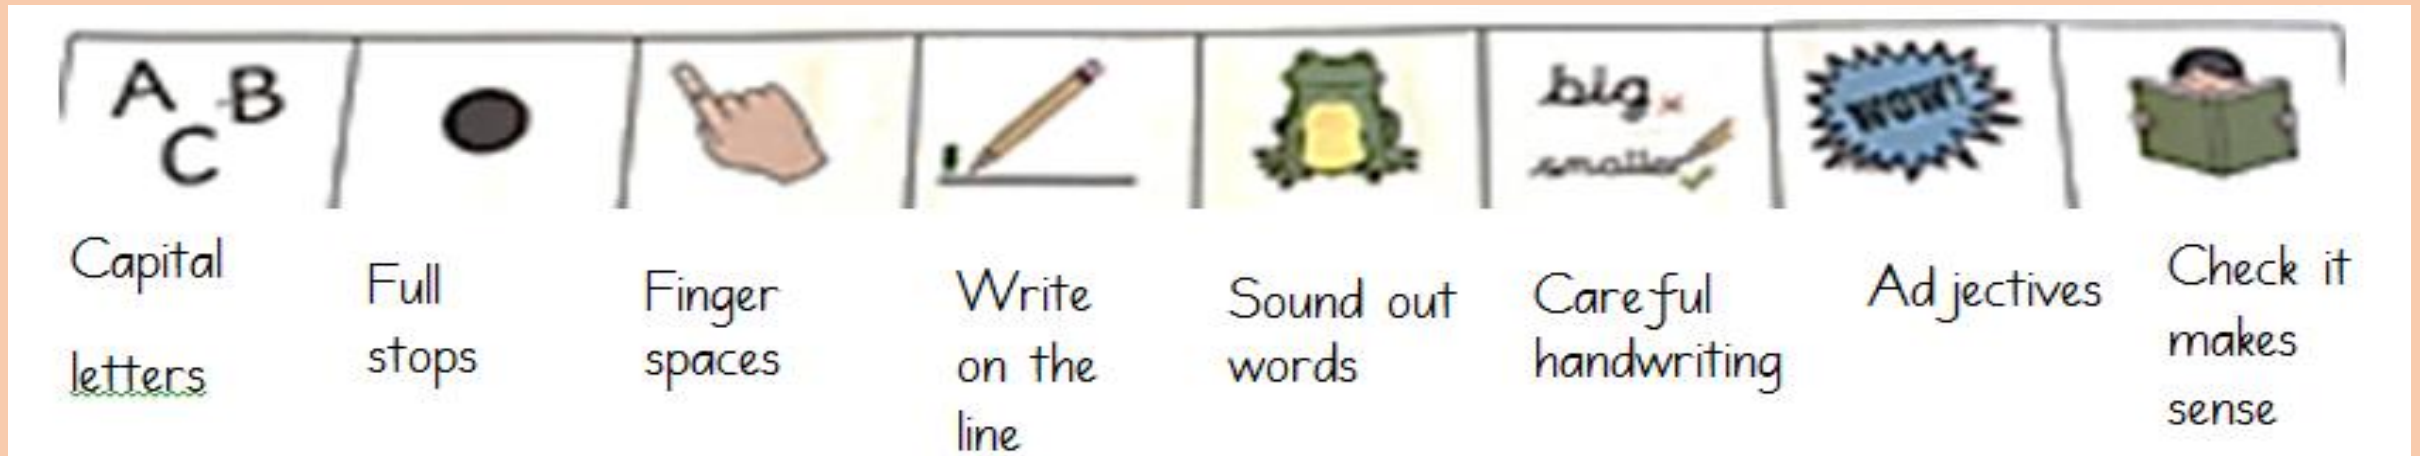 A B
C
big
smaller
WOW!
Capital
letters
Full
stops
Finger
spaces
Write
on the
line
Sound out
words
Careful
handwriting
Adjectives
Check it
makes
sense